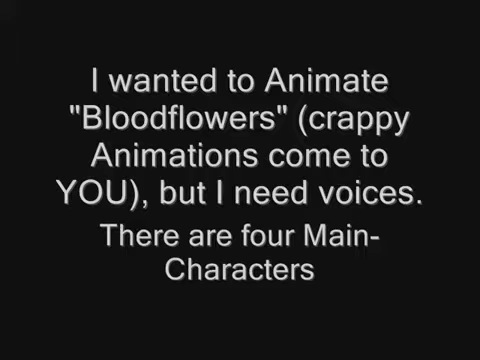 I wanted to Animate
"Bloodflowers" (crappy
Animations come to
YOU), but I need voices.
There are four Main-
Characters